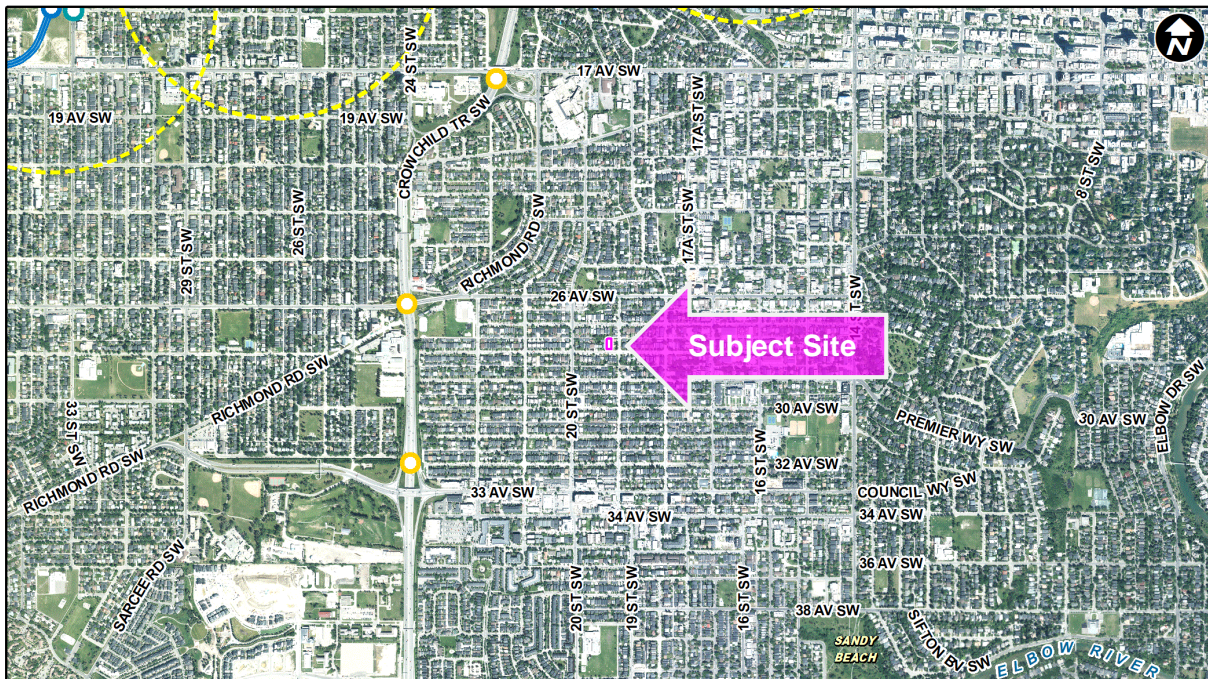 N
17 AV SW
24 ST SW
19 AV SW
19 AV SW
CROWCHILD TR SW
17A ST SW
8 ST SW
29 ST SW
26 ST SW
RICHMOND RD SW
17A ST SW
26 AV SW
14 ST SW
Subject Site
RICHMOND RD SW
33 ST SW
20 ST SW
30 AV SW
PREMIER WY SW
30 AV SW
ELBOW DR SW
RICHMOND RD SW
16 ST SW
32 AV SW
33 AV SW
COUNCIL WY SW
34 AV SW
34 AV SW
SARCEE RD SW
36 AV SW
20 ST SW
19 ST SW
16 ST SW
38 AV SW
SIFTON BV SW
SANDY
BEACH
ELBOW RIVER